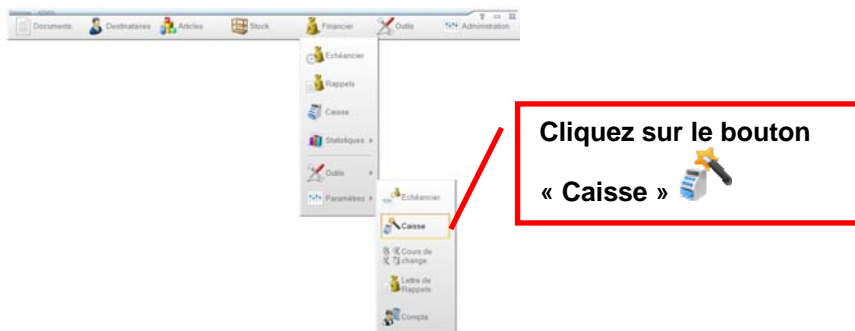 Documents Destinataires Articles Stock Financier Outils Administration
Echéancier
Rappels
Caisse
Statistiques
Outils
Paramètres
Echéancier
Caisse
Cours de
change
Lettre de
Rappels
Compta
Cliquez sur le bouton
« Caisse »